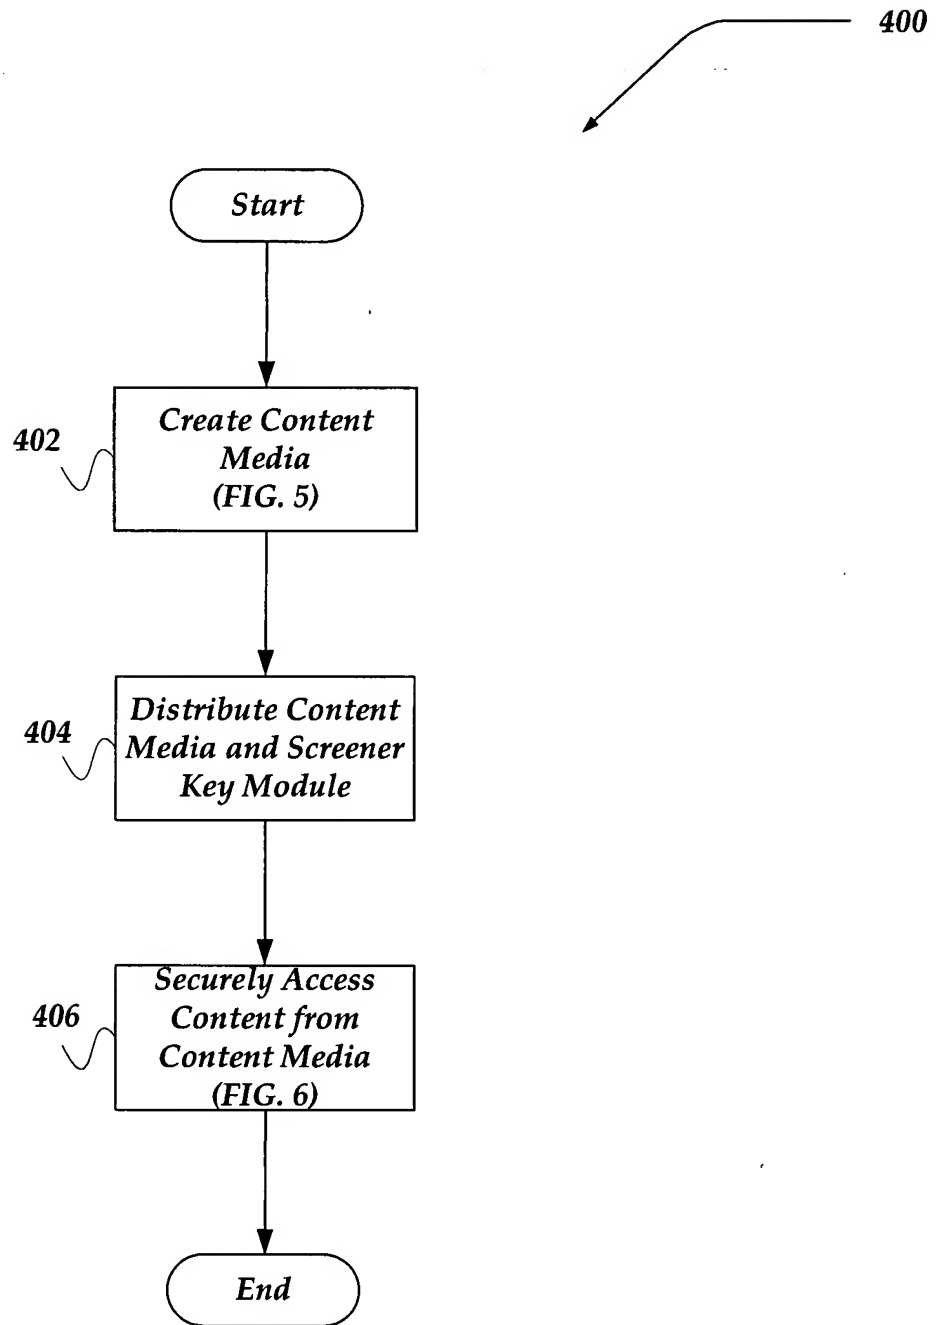 400
Start
402
Create Content
Media
(FIG. 5)
404
Distribute Content
Media and Screener
Key Module
406
Securely Access
Content from
Content Media
(FIG. 6)
End